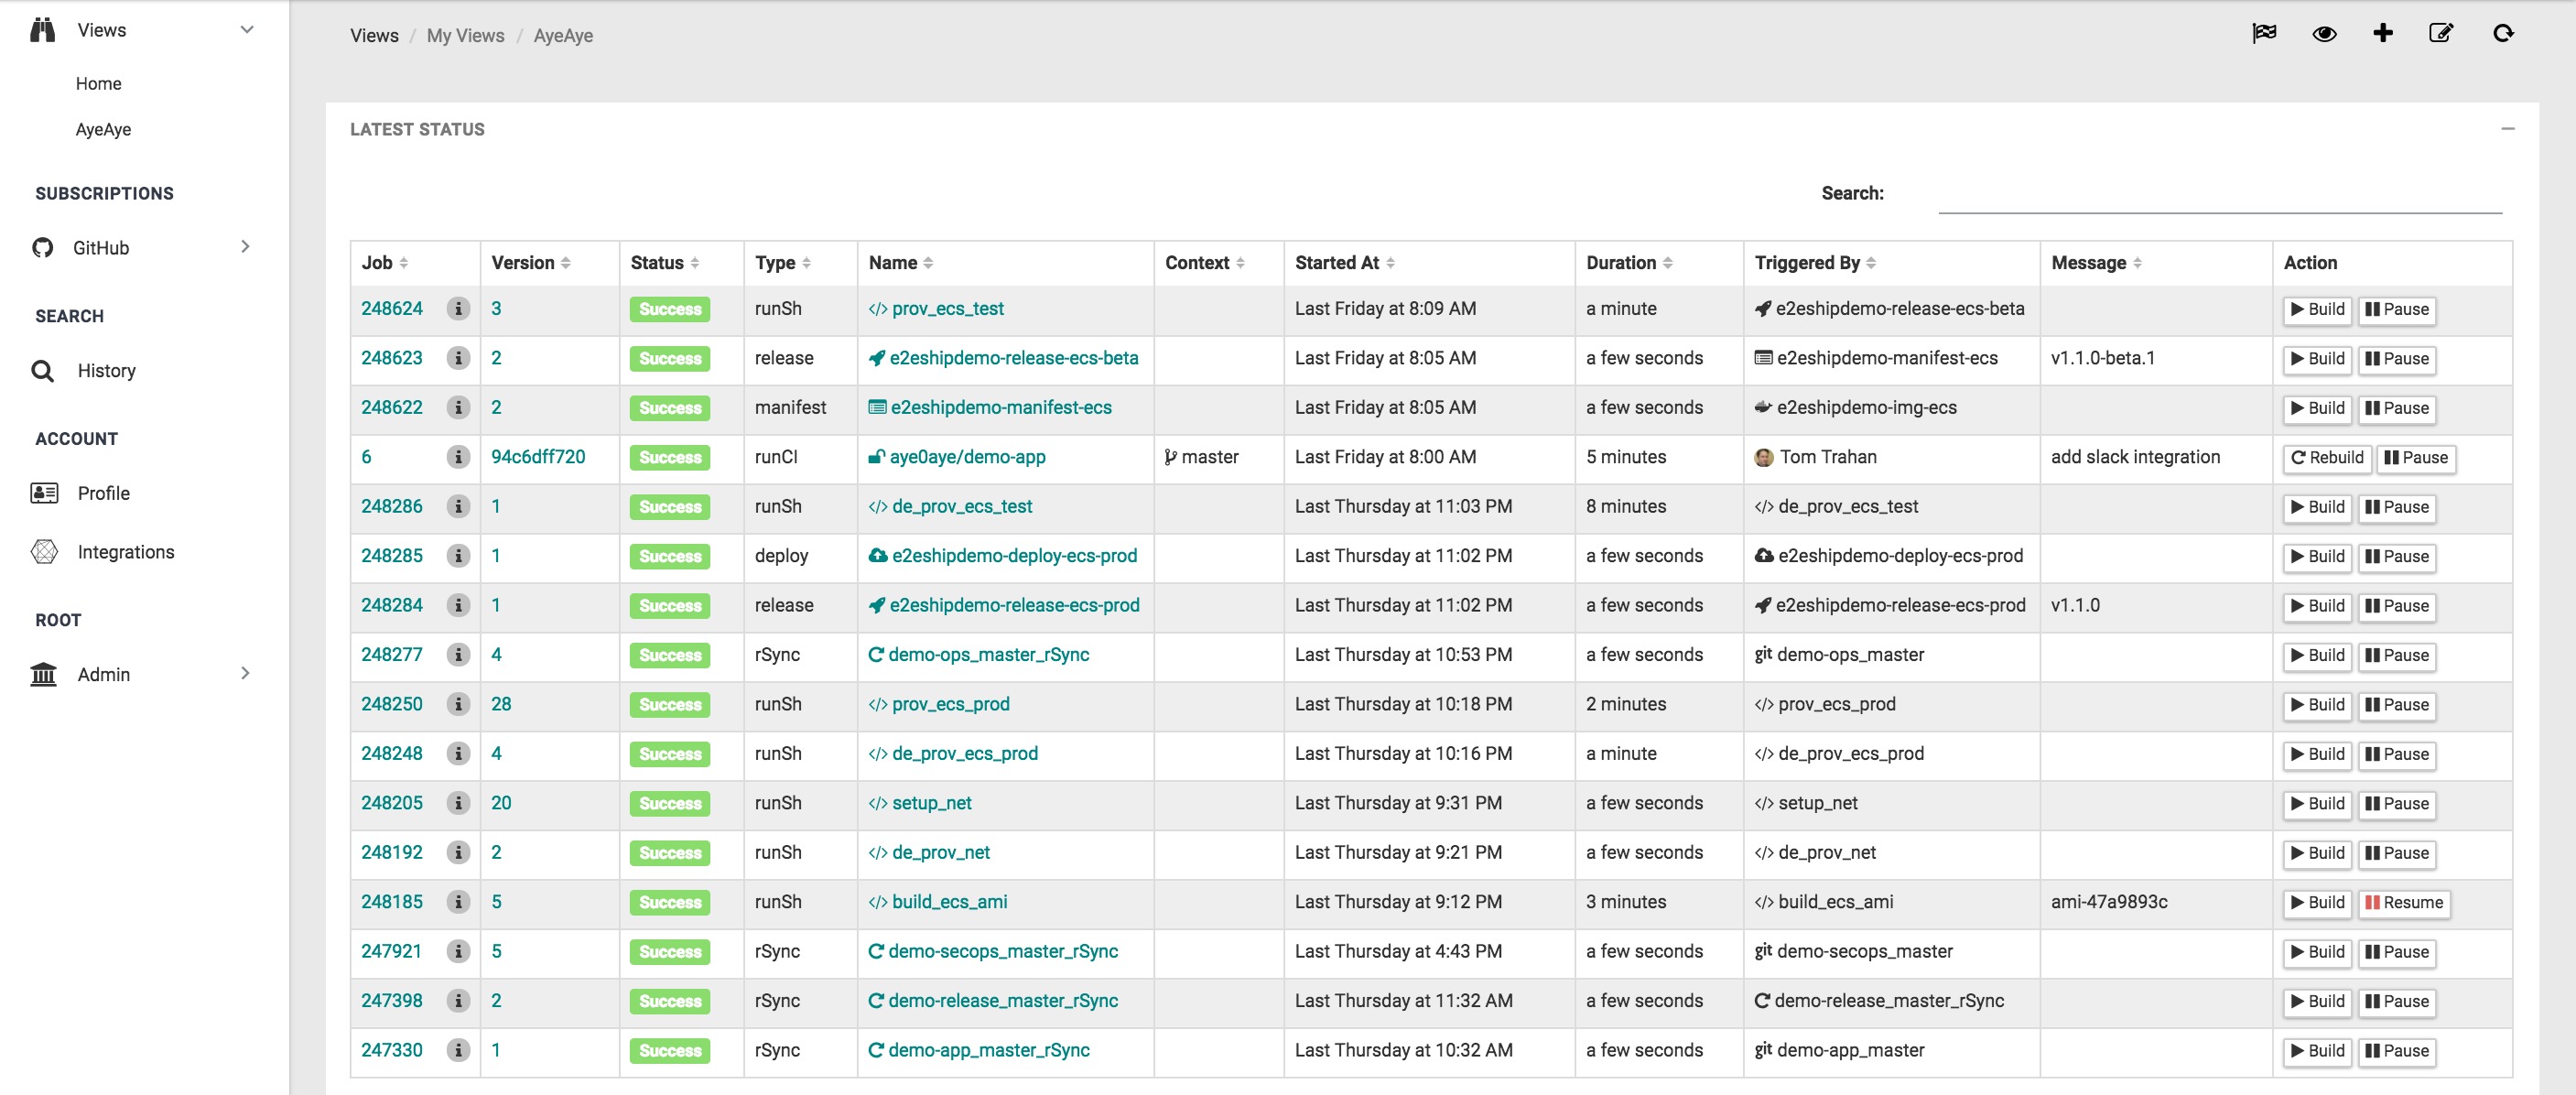 Views
Home
AyeAye
SUBSCRIPTIONS
GitHub
SEARCH
History
ACCOUNT
Profile
Integrations
ROOT
Admin
Views / My Views / AyeAye
LATEST STATUS
Search:
Job Version Status Type Name Context Started At Duration Triggered By Message Action
248624 3 Success runSh prov_ecs_test Last Friday at 8:09 AM a minute e2eshipdemo-release-ecs-beta Build Pause
248623 2 Success release e2eshipdemo-release-ecs-beta Last Friday at 8:05 AM a few seconds e2eshipdemo-manifest-ecs v1.1.0-beta.1 Build Pause
248622 2 Success manifest e2eshipdemo-manifest-ecs Last Friday at 8:05 AM a few seconds e2eshipdemo-img-ecs Build Pause
6 94c6dff720 Success runCI aye0aye/demo-app master Last Friday at 8:00 AM 5 minutes Tom Trahan add slack integration Rebuild Pause
248286 1 Success runSh de_prov_ecs_test Last Thursday at 11:03 PM 8 minutes de_prov_ecs_test Build Pause
248285 1 Success deploy e2eshipdemo-deploy-ecs-prod Last Thursday at 11:02 PM a few seconds e2eshipdemo-deploy-ecs-prod Build Pause
248284 1 Success release e2eshipdemo-release-ecs-prod Last Thursday at 11:02 PM a few seconds e2eshipdemo-release-ecs-prod v1.1.0 Build Pause
248277 4 Success rSync demo-ops_master_rSync Last Thursday at 10:53 PM a few seconds git demo-ops_master Build Pause
248250 28 Success runSh prov_ecs_prod Last Thursday at 10:18 PM 2 minutes prov_ecs_prod Build Pause
248248 4 Success runSh de_prov_ecs_prod Last Thursday at 10:16 PM a minute de_prov_ecs_prod Build Pause
248205 20 Success runSh setup_net Last Thursday at 9:31 PM a few seconds setup_net Build Pause
248192 2 Success runSh de_prov_net Last Thursday at 9:21 PM a few seconds de_prov_net Build Pause
248185 5 Success runSh build_ecs_ami Last Thursday at 9:12 PM 3 minutes build_ecs_ami ami-47a9893c Build Resume
247921 5 Success rSync demo-secops_master_rSync Last Thursday at 4:43 PM a few seconds git demo-secops_master Build Pause
247398 2 Success rSync demo-release_master_rSync Last Thursday at 11:32 AM a few seconds demo-release_master_rSync Build Pause
247330 1 Success rSync demo-app_master_rSync Last Thursday at 10:32 AM a few seconds git demo-app_master Build Pause